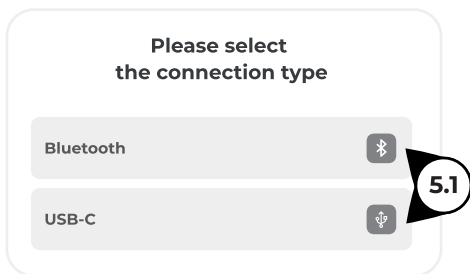 Please select
the connection type
Bluetooth
5.1
USB-C